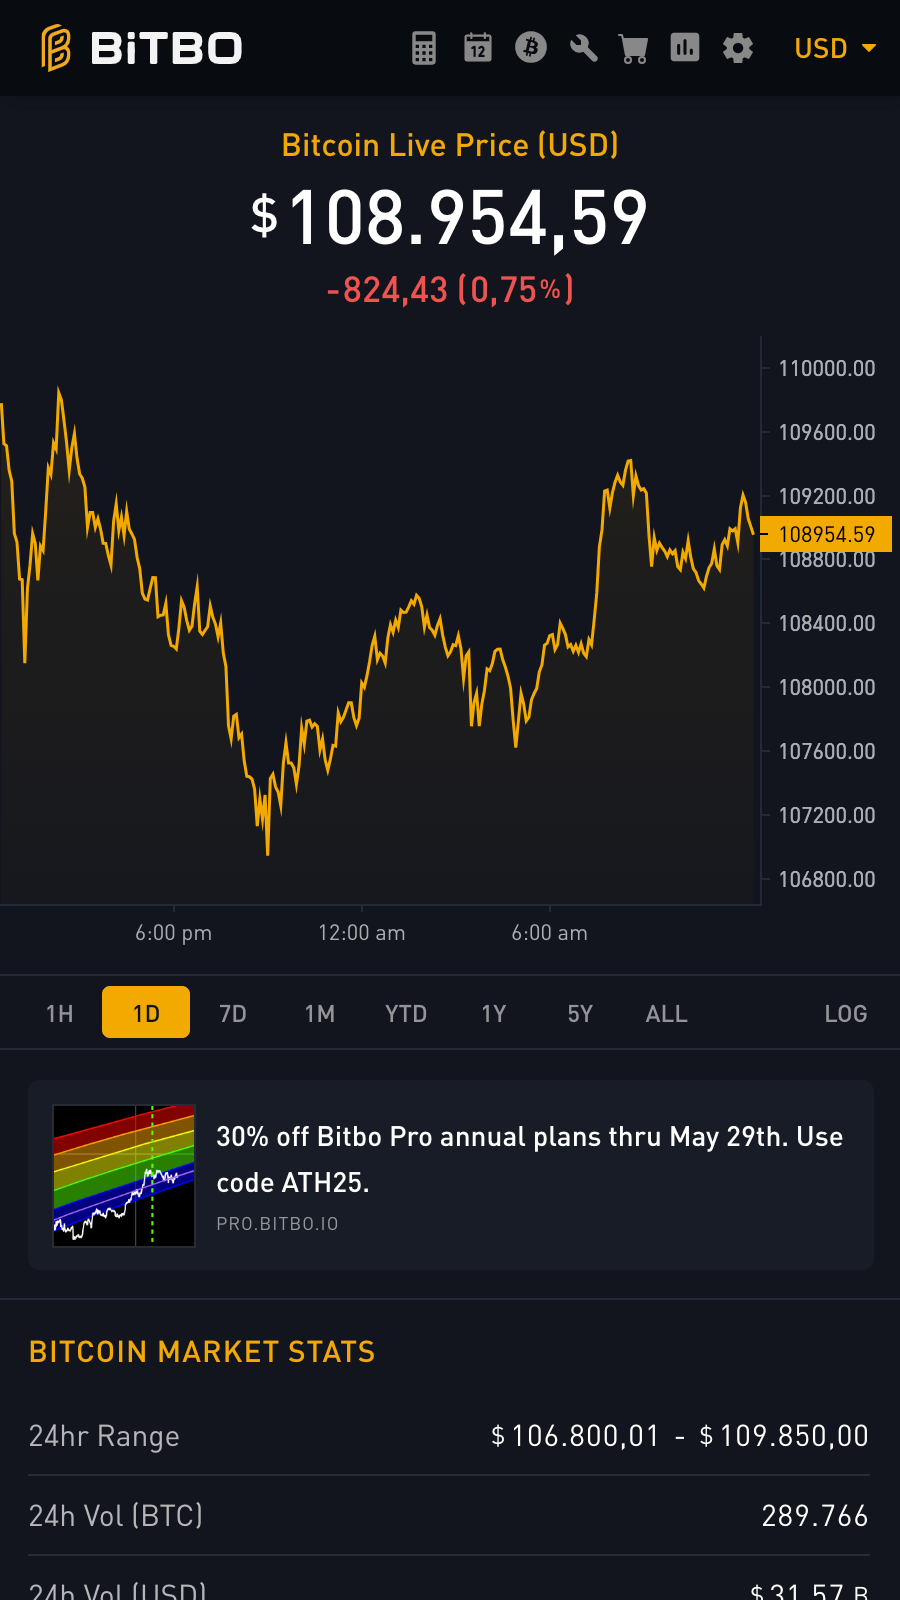 BiTBO
12
USD
Bitcoin Live Price (USD)
$108.954,59
-824,43 (0,75%)
110000.00
109600.00
109200.00
108954.59
108800.00
108400.00
108000.00
107600.00
107200.00
106800.00
6:00 pm 12:00 am 6:00 am
1H 1D 7D 1M YTD 1Y 5Y ALL LOG
30% off Bitbo Pro annual plans thru May 29th. Use
code ATH25.
PRO.BITBO.IO
BITCOIN MARKET STATS
24hr Range $106.800,01 - $109.850,00
24h Vol (BTC) 289.766
24h Vol (USD) $31,57 B